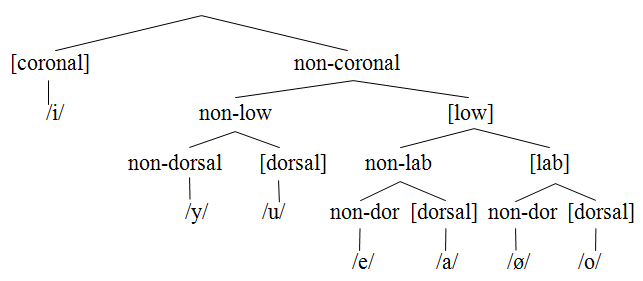 [coronal] non-coronal
/i/ non-low [low]
non-dorsal [dorsal] non-lab [lab]
/y/ /u/ non-dor [dorsal] non-dor [dorsal]
/e/ /a/ /ø/ /o/